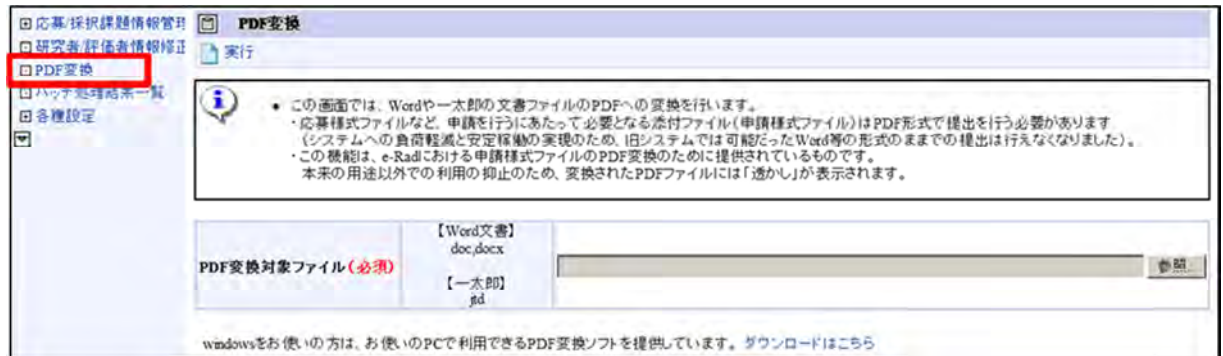 応募/採択課題情報管理
研究者/評価者情報修正
PDF変換
バッチ処理結果一覧
各種設定
PDF変換
実行
● この画面では、Wordや一太郎の文書ファイルのPDFへの変換を行います。
・応募様式ファイルなど、申請を行うにあたって必要となる添付ファイル(申請様式ファイル)はPDF形式で提出を行う必要があります
(システムへの負荷軽減と安定稼働の実現のため、旧システムでは可能だったWord等の形式のままでの提出は行えなくなりました)。
・この機能は、e-Radにおける申請様式ファイルのPDF変換のために提供されているものです。
本来の用途以外での利用の抑止のため、変換されたPDFファイルには「透かし」が表示されます。
PDF変換対象ファイル(必須)
【Word文書】
doc,docx
【一太郎】
jtd
参照...
windowsをお使いの方は、お使いのPCで利用できるPDF変換ソフトを提供しています。ダウンロードはこちら